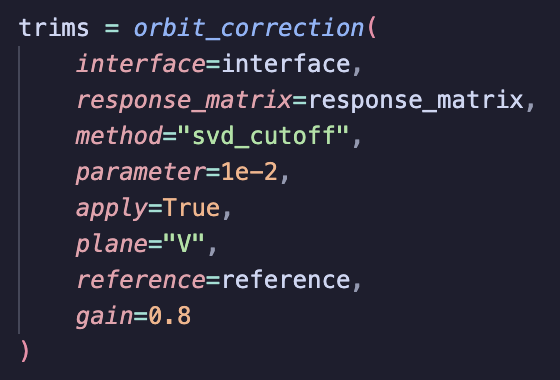 trims = orbit_correction(
    interface=interface,
    response_matrix=response_matrix,
    method="svd_cutoff",
    parameter=1e-2,
    apply=True,
    plane="V",
    reference=reference,
    gain=0.8
)